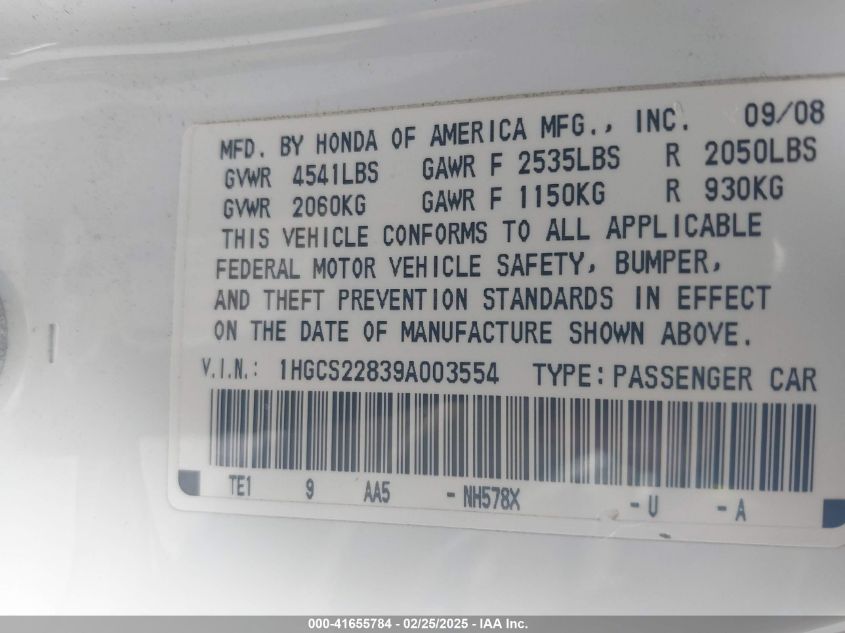 MFD. BY HONDA OF AMERICA MFG., INC. 09/08
GVWR 4541LBS GAWR F 2535LBS R 2050LBS
GVWR 2060KG GAWR F 1150KG R 930KG
THIS VEHICLE CONFORMS TO ALL APPLICABLE
FEDERAL MOTOR VEHICLE SAFETY, BUMPER,
AND THEFT PREVENTION STANDARDS IN EFFECT
ON THE DATE OF MANUFACTURE SHOWN ABOVE.
V.I.N.: 1HGCS22839A003554 TYPE: PASSENGER CAR
TE1 9 AA5 - NH578X - U - A
000-41655784 - 02/25/2025 - IAA Inc.